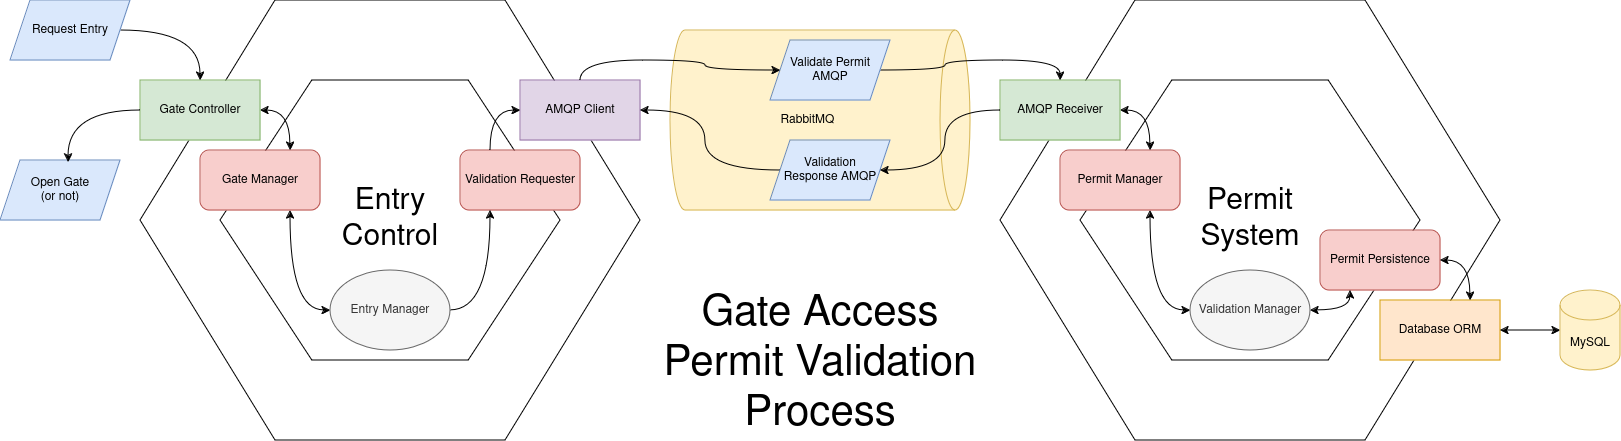 Request Entry
Gate Controller
Open Gate
(or not)
Gate Manager
Entry
Control
Entry Manager
Validation Requester
AMQP Client
Validate Permit
AMQP
RabbitMQ
Validation
Response AMQP
Gate Access
Permit Validation
Process
AMQP Receiver
Permit Manager
Permit
System
Validation Manager
Permit Persistence
Database ORM
MySQL